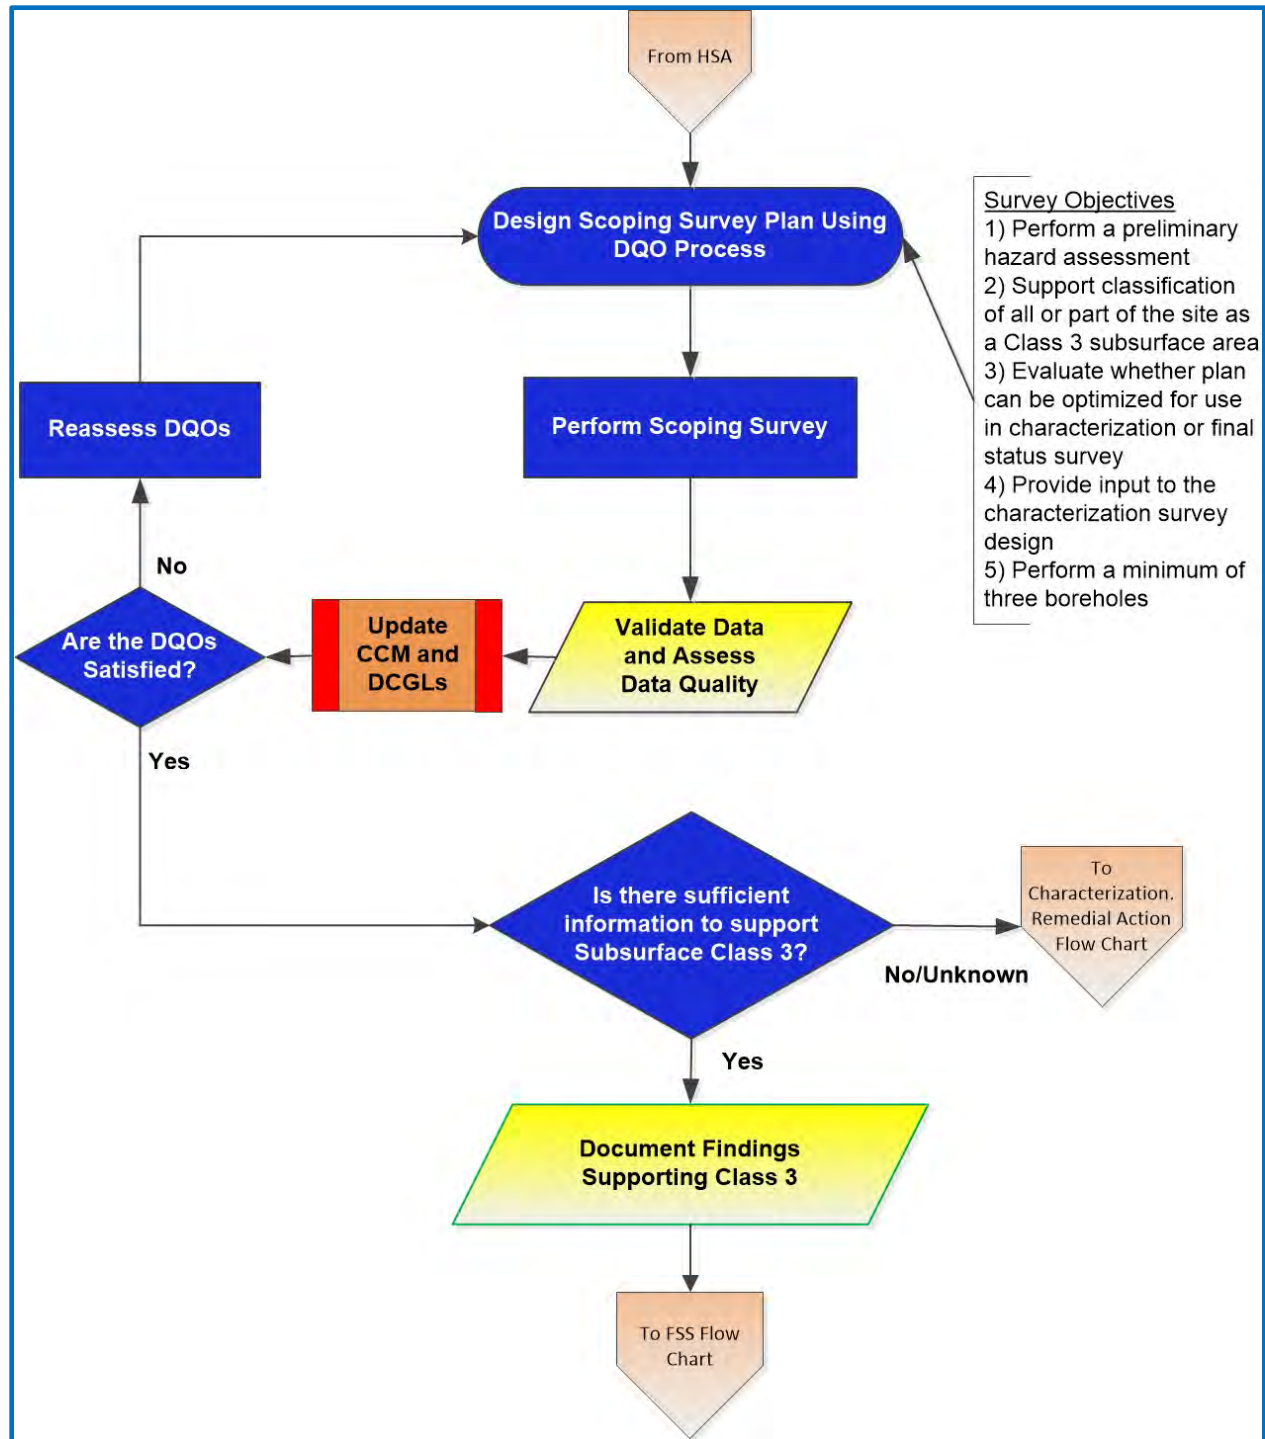 From HSA
Design Scoping Survey Plan Using
DQO Process
Survey Objectives
1) Perform a preliminary
hazard assessment
2) Support classification
of all or part of the site as
a Class 3 subsurface area
3) Evaluate whether plan
can be optimized for use
in characterization or final
status survey
4) Provide input to the
characterization survey
design
5) Perform a minimum of
three boreholes
Reassess DQOs
Perform Scoping Survey
No
Are the DQOs
Satisfied?
Update
CCM and
DCGLs
Validate Data
and Assess
Data Quality
Yes
Is there sufficient
information to support
Subsurface Class 3?
To
Characterization.
Remedial Action
Flow Chart
No/Unknown
Yes
Document Findings
Supporting Class 3
To FSS Flow
Chart